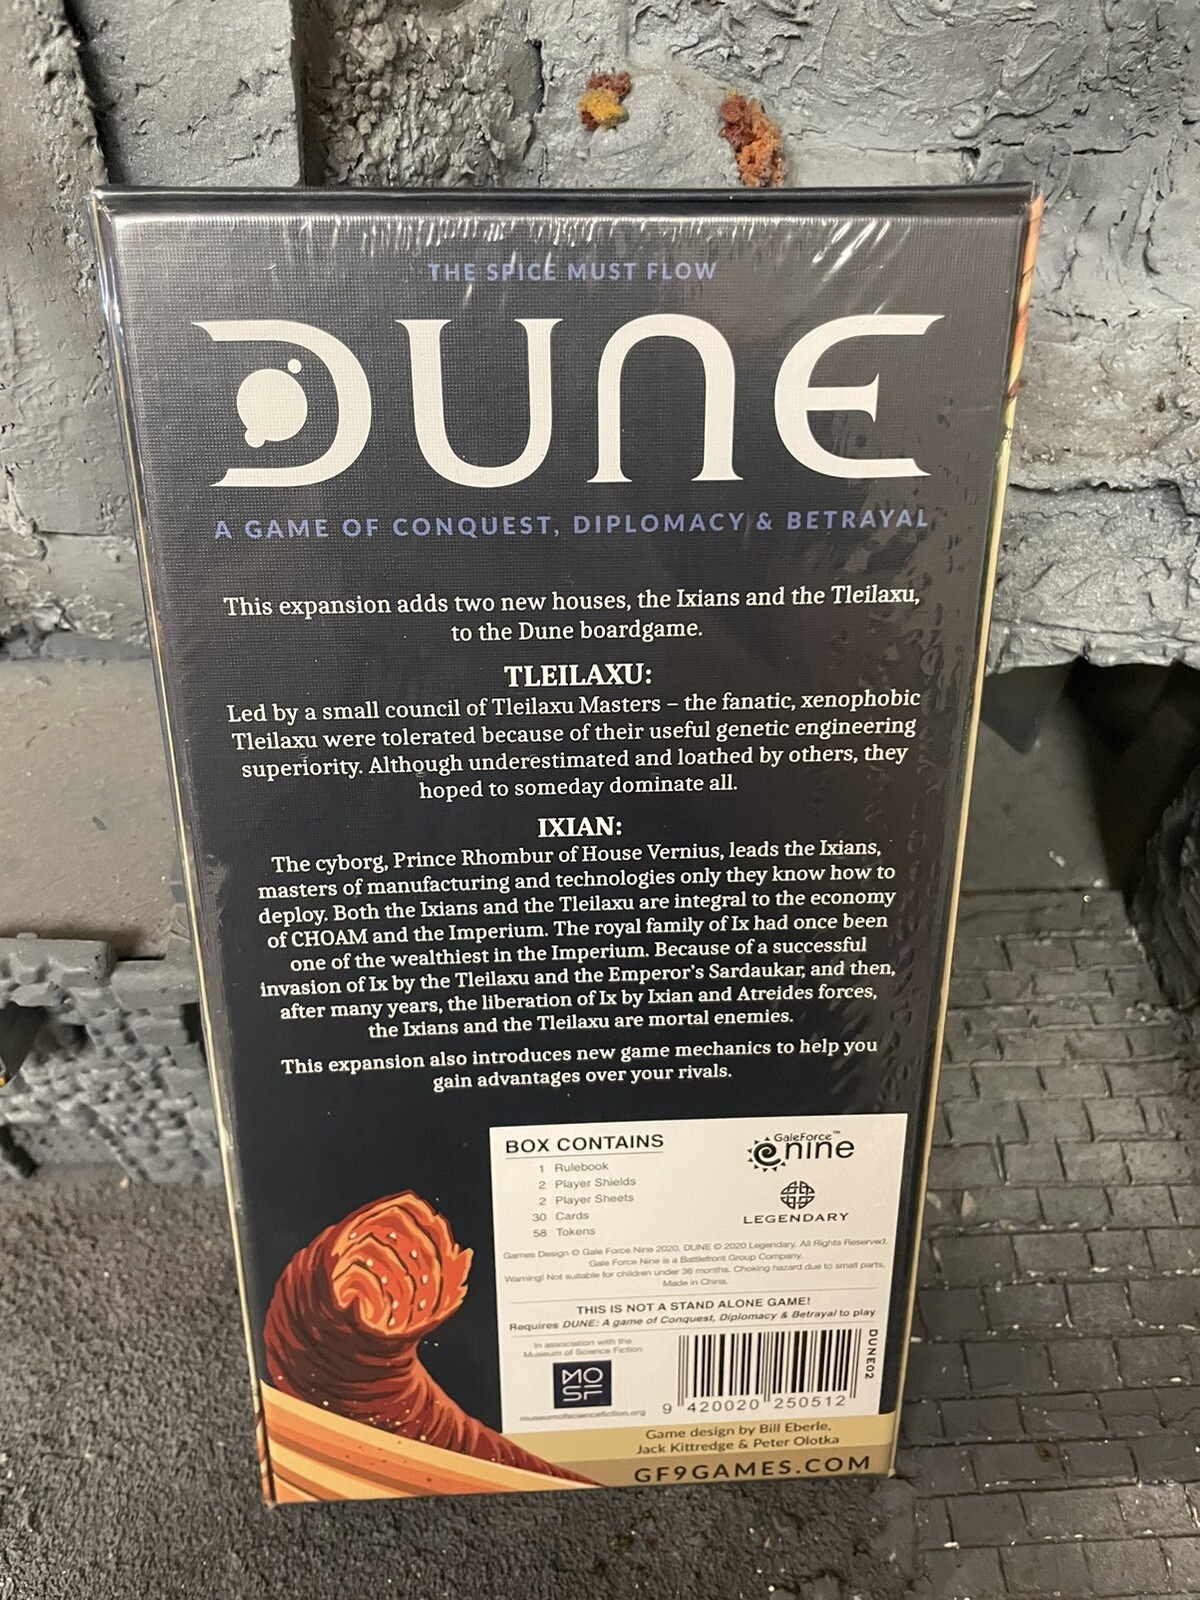 THE SPICE MUST FLOW
DUNE
A GAME OF CONQUEST, DIPLOMACY & BETRAYAL
This expansion adds two new houses, the Ixians and the Tleilaxu,
to the Dune boardgame.
TLEILAXU:
Led by a small council of Tleilaxu Masters – the fanatic, xenophobic
Tleilaxu were tolerated because of their useful genetic engineering
superiority. Although underestimated and loathed by others, they
hoped to someday dominate all.
IXIAN:
The cyborg, Prince Rhombur of House Vernius, leads the Ixians,
masters of manufacturing and technologies only they know how to
deploy. Both the Ixians and the Tleilaxu are integral to the economy
of CHOAM and the Imperium. The royal family of Ix had once been
one of the wealthiest in the Imperium. Because of a successful
invasion of Ix by the Tleilaxu and the Emperor's Sardaukar, and then,
after many years, the liberation of Ix by Ixian and Atreides forces,
the Ixians and the Tleilaxu are mortal enemies.
This expansion also introduces new game mechanics to help you
gain advantages over your rivals.
BOX CONTAINS
1 Rulebook
2 Player Shields
2 Player Sheets
30 Cards
58 Tokens
GaleForce™
nine
LEGENDARY
Games Design © Gale Force Nine 2020. DUNE © 2020 Legendary. All Rights Reserved.
Gale Force Nine is a Battlefront Group Company.
Warning! Not suitable for children under 36 months. Choking hazard due to small parts.
Made in China.
THIS IS NOT A STAND ALONE GAME!
Requires DUNE: A game of Conquest, Diplomacy & Betrayal to play
In association with the
Museum of Science Fiction
MO
SF
museumofsciencefiction.org
DUNE02
9 420020 250512
Game design by Bill Eberle,
Jack Kittredge & Peter Olotka
GF9GAMES.COM